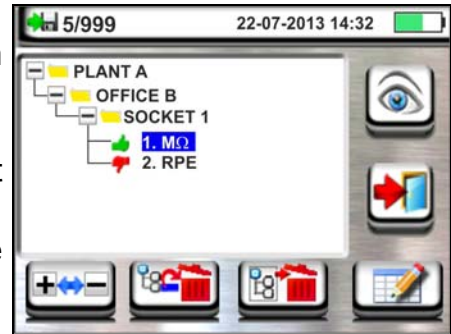 5/999 22-07-2013 14:32
PLANT A
OFFICE B
SOCKET 1
1. MΩ
2. RPE